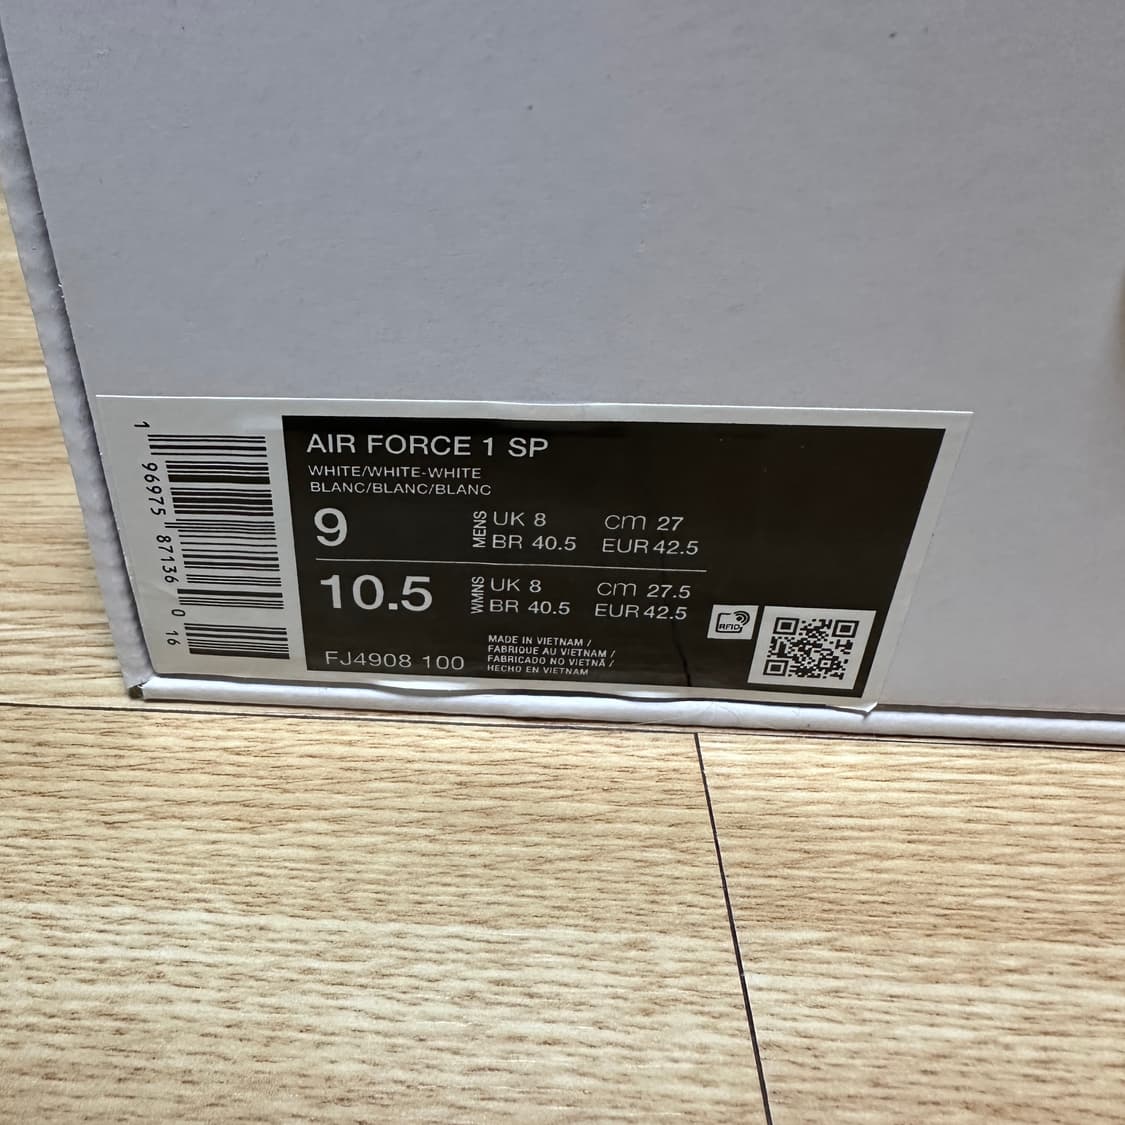 AIR FORCE 1 SP
WHITE/WHITE-WHITE
BLANC/BLANC/BLANC
9
MENS
UK 8 cm 27
BR 40.5 EUR 42.5
10.5
WMNS
UK 8 cm 27.5
BR 40.5 EUR 42.5
FJ4908 100
MADE IN VIETNAM /
FABRIQUE AU VIETNAM /
FABRICADO NO VIETNÃ /
HECHO EN VIETNAM
RFID
1 96975 87136 0 16